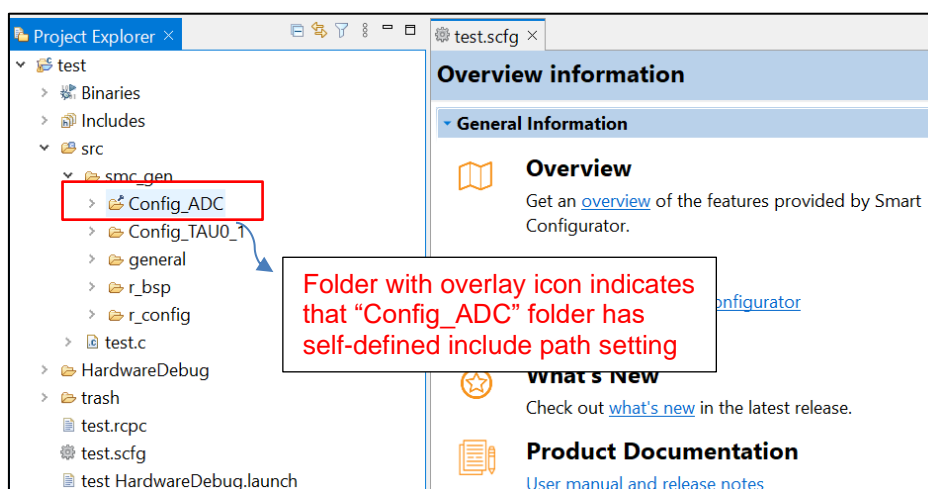 Project Explorer
test
Binaries
Includes
src
smc_gen
Config_ADC
Config_TAU0_1
general
r_bsp
r_config
test.c
HardwareDebug
trash
test.rcpc
test.scfg
test HardwareDebug.launch
test.scfg
Overview information
General Information
Overview
Get an overview of the features provided by Smart
Configurator.
Folder with overlay icon indicates
that “Config_ADC” folder has
self-defined include path setting
onfigurator
What's New
Check out what's new in the latest release.
Product Documentation
User manual and release notes